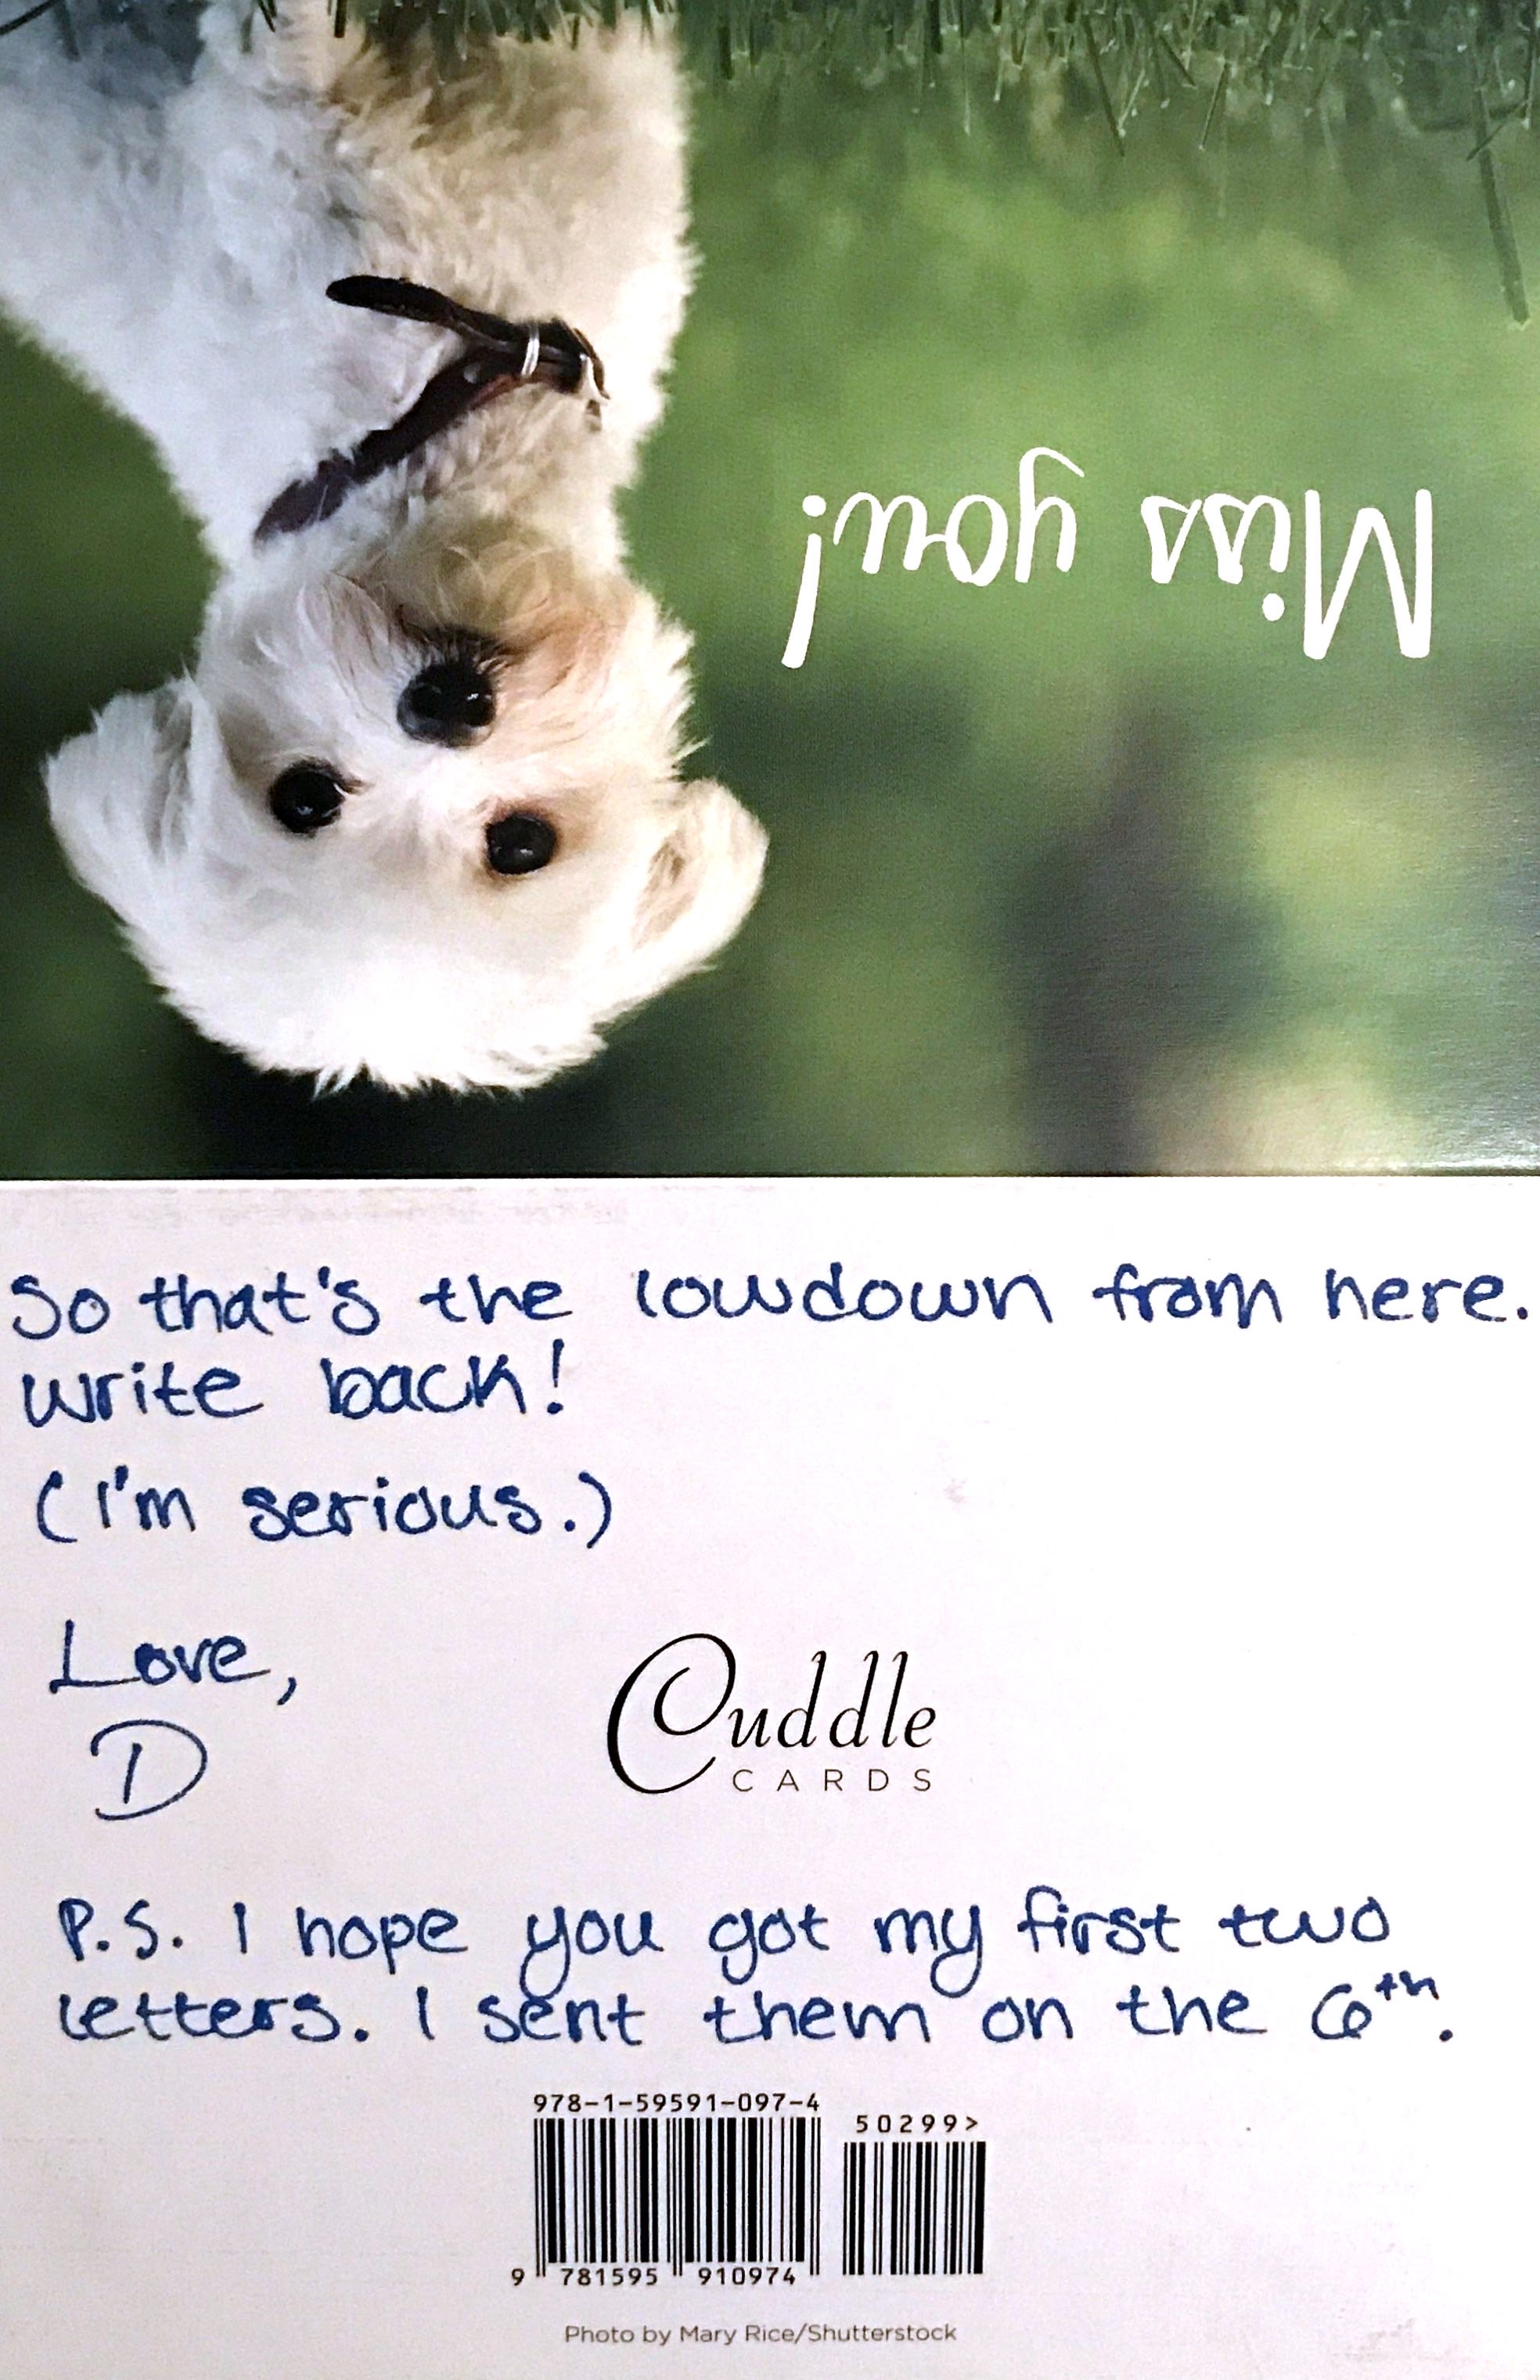 Miss you!
So that's the lowdown from here.
Write back!
(I'm serious.)
Love,
D
Cuddle
CARDS
P.S. I hope you got my first two
letters. I sent them on the 6th.
978-1-59591-097-4
50299>
9 781595 910974
Photo by Mary Rice/Shutterstock